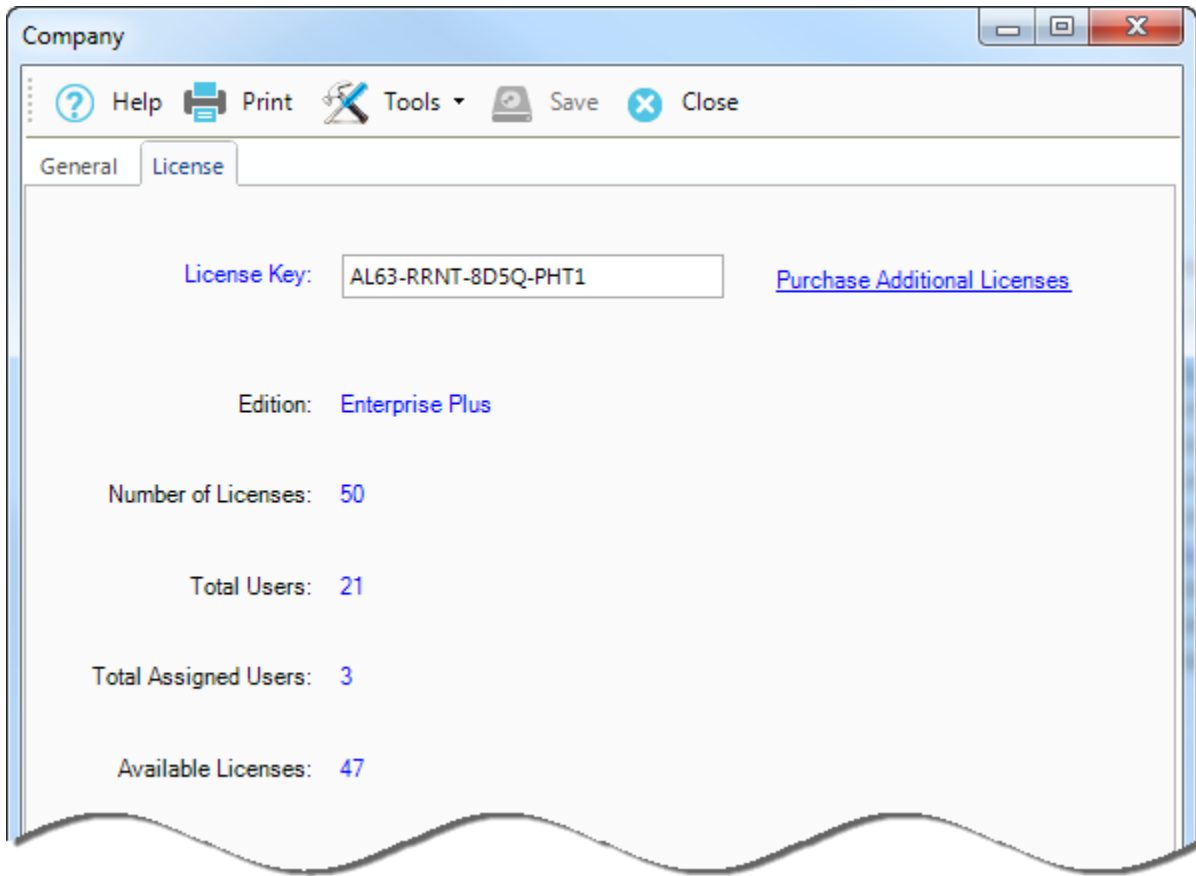 Company
Help Print Tools Save Close
General License
License Key: AL63-RRNT-8D5Q-PHT1 Purchase Additional Licenses
Edition: Enterprise Plus
Number of Licenses: 50
Total Users: 21
Total Assigned Users: 3
Available Licenses: 47